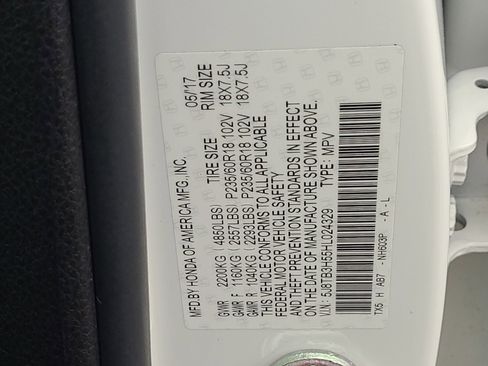 MFD.BY HONDA OF AMERICA MFG.,INC. 05/'17
TIRE SIZE RIM SIZE
GVWR 2200KG (4850LBS)
GAWR F 1160KG (2557LBS) P235/60R18 102V 18X7.5J
GAWR R 1040KG (2293LBS) P235/60R18 102V 18X7.5J
THIS VEHICLE CONFORMS TO ALL APPLICABLE
FEDERAL MOTOR VEHICLE SAFETY
AND THEFT PREVENTION STANDARDS IN EFFECT
ON THE DATE OF MANUFACTURE SHOWN ABOVE.
V.I.N.: 5J8TB3H55HL024329 TYPE: MPV
TX5 H AB7 - NH603P - A - L